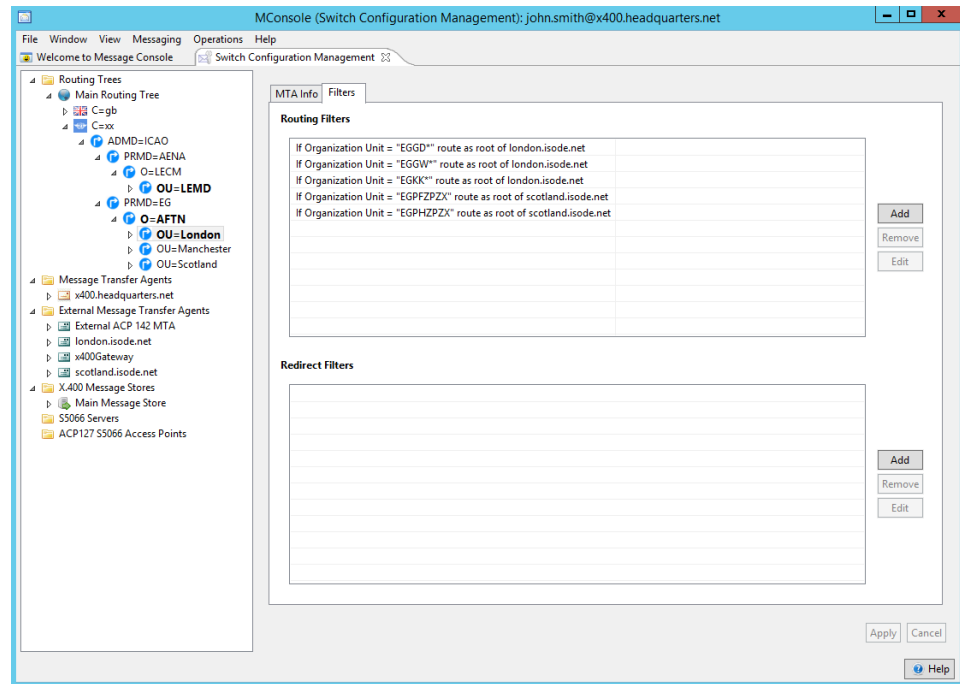 MConsole (Switch Configuration Management): john.smith@x400.headquarters.net
File Window View Messaging Operations Help
Welcome to Message Console
Switch Configuration Management
Routing Trees
Main Routing Tree
C=gb
C=xx
ADMD=ICAO
PRMD=AENA
O=LECM
OU=LEMD
PRMD=EG
O=AFTN
OU=London
OU=Manchester
OU=Scotland
Message Transfer Agents
x400.headquarters.net
External Message Transfer Agents
External ACP 142 MTA
london.isode.net
x400Gateway
scotland.isode.net
X.400 Message Stores
Main Message Store
S5066 Servers
ACP127 S5066 Access Points
MTA Info Filters
Routing Filters
If Organization Unit = "EGGD*" route as root of london.isode.net
If Organization Unit = "EGGW*" route as root of london.isode.net
If Organization Unit = "EGKK*" route as root of london.isode.net
If Organization Unit = "EGPFZPZX" route as root of scotland.isode.net
If Organization Unit = "EGPHZPZX" route as root of scotland.isode.net
Add
Remove
Edit
Redirect Filters
Add
Remove
Edit
Apply Cancel
Help